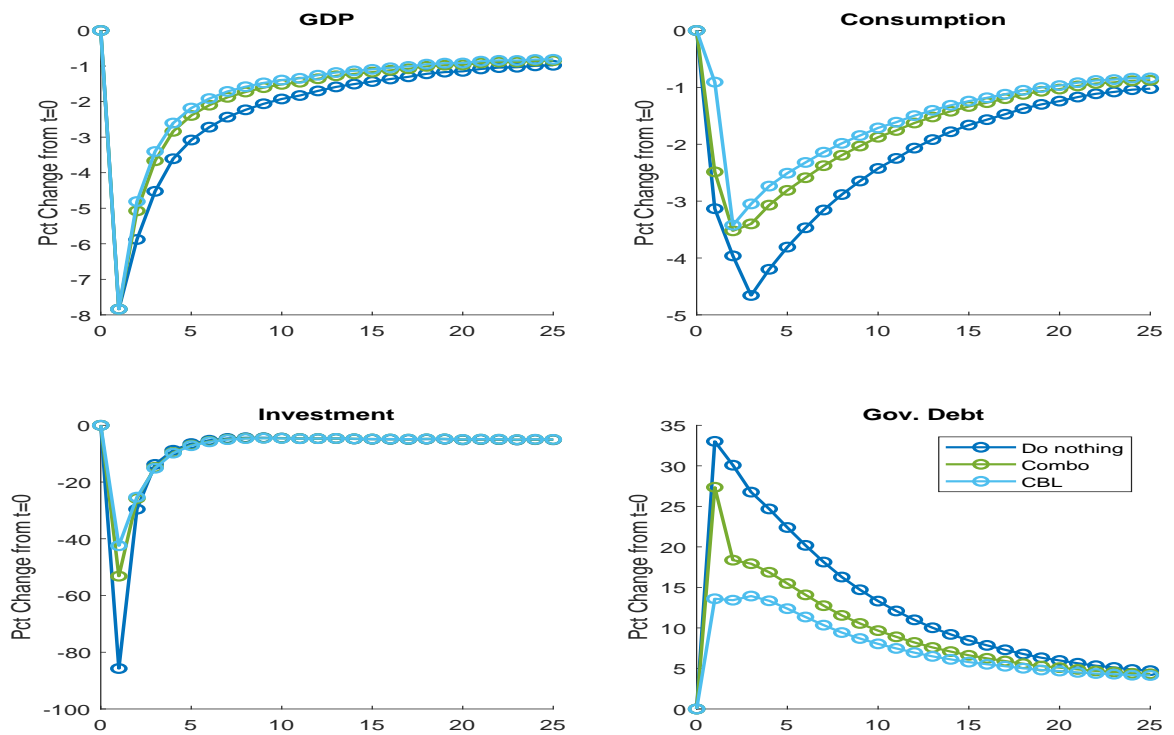 GDP
Pct Change from t=0
0
-1
-2
-3
-4
-5
-6
-7
-8
0 5 10 15 20 25
Consumption
Pct Change from t=0
0
-1
-2
-3
-4
-5
0 5 10 15 20 25
Investment
Pct Change from t=0
0
-20
-40
-60
-80
-100
0 5 10 15 20 25
Gov. Debt
Pct Change from t=0
35
30
25
20
15
10
5
0
0 5 10 15 20 25
Do nothing
Combo
CBL